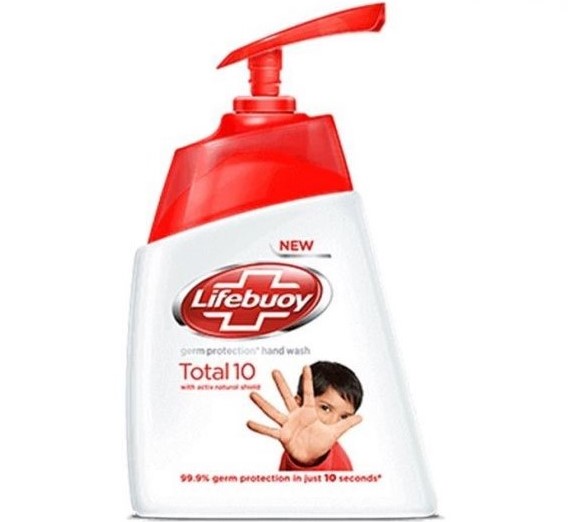 NEW
Lifebuoy
germ protection* hand wash
Total 10
with activ natural shield
99.9% germ protection in just 10 seconds*